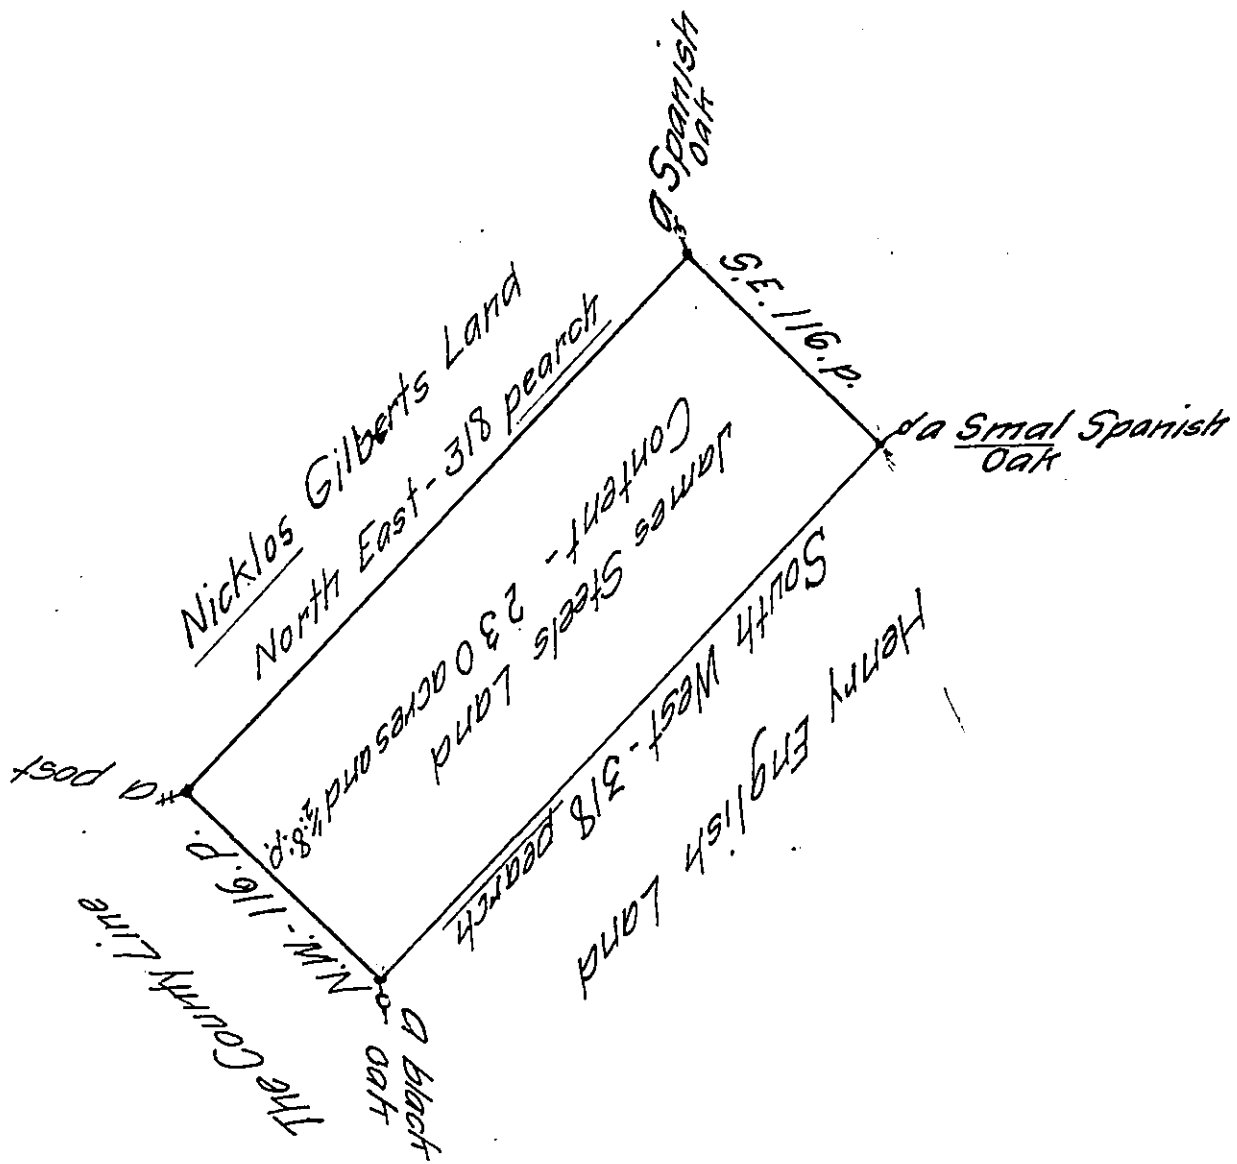 a Spanish
oak
S.E. 116. p.
a Smal Spanish
Oak
Nicklos Gilberts Land
North East - 318 pearch
James Steels Land
Content - 230 acres and ½:8:p.
South West - 318 pearch
Henry English Land
a post
N.W. - 116. p.
The County Line
a black
oak